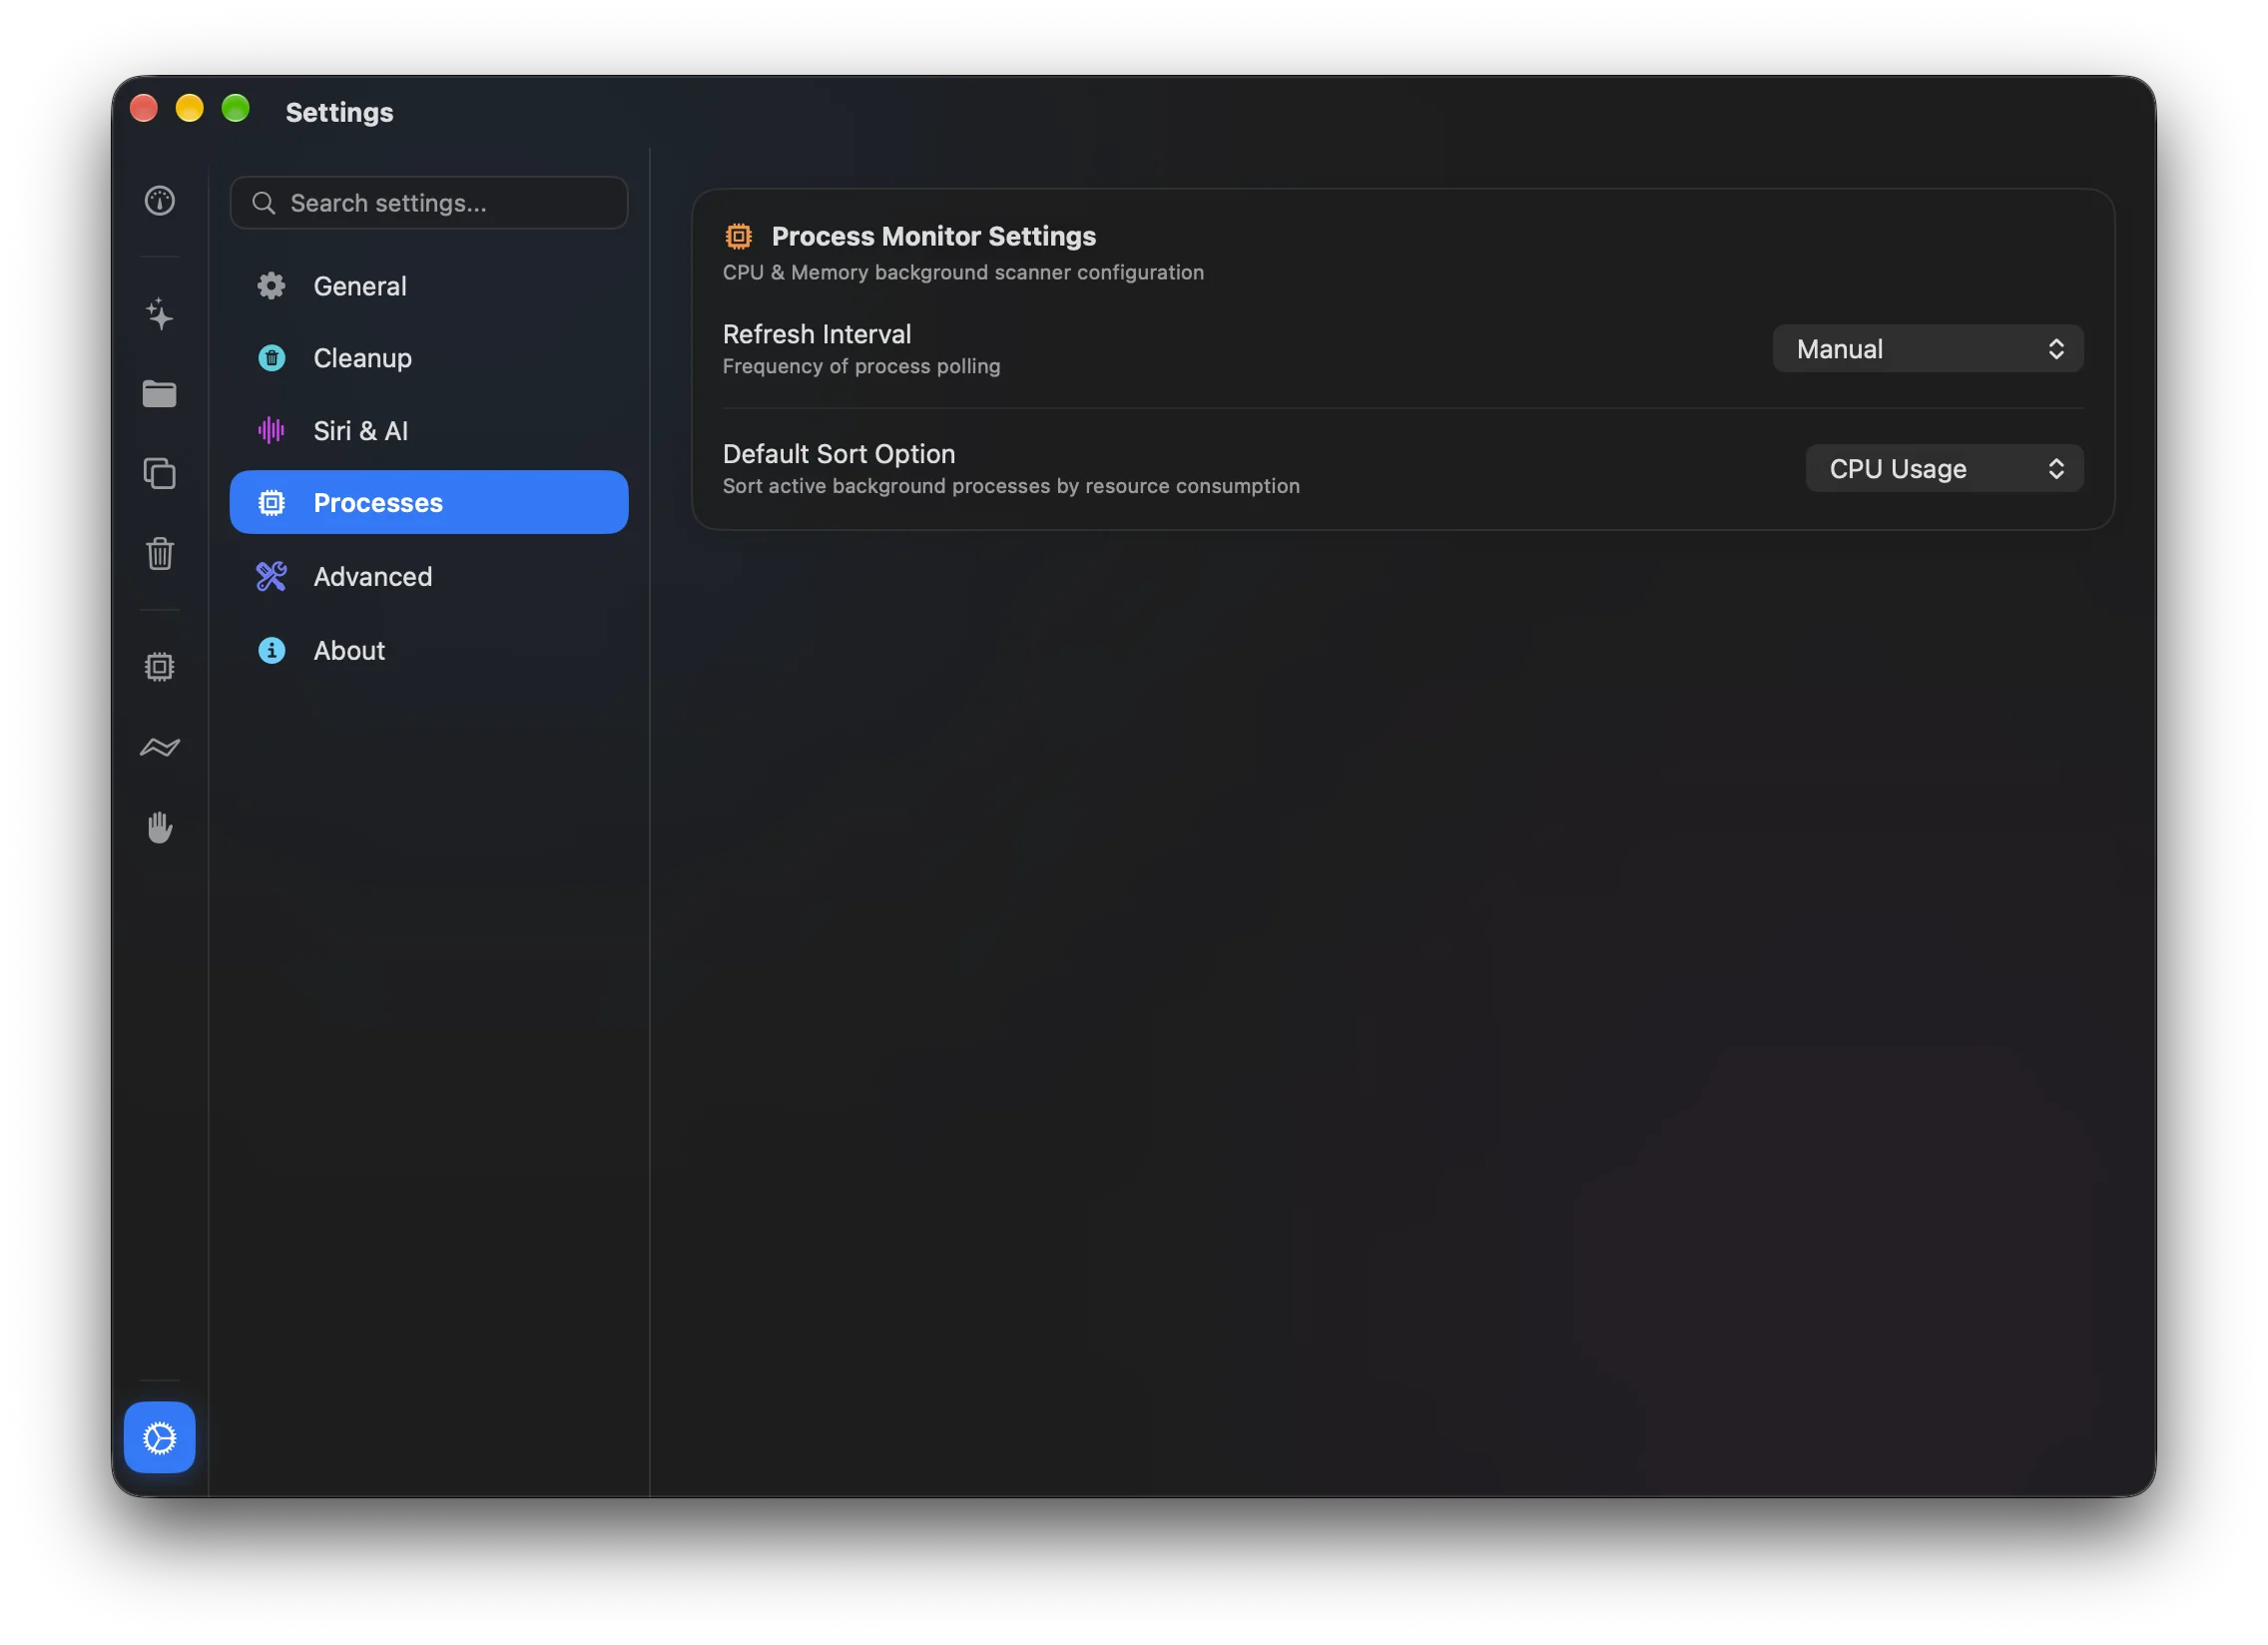 Settings
Search settings...
General
Cleanup
Siri & AI
Processes
Advanced
About
Process Monitor Settings
CPU & Memory background scanner configuration
Refresh Interval
Frequency of process polling
Manual
Default Sort Option
Sort active background processes by resource consumption
CPU Usage